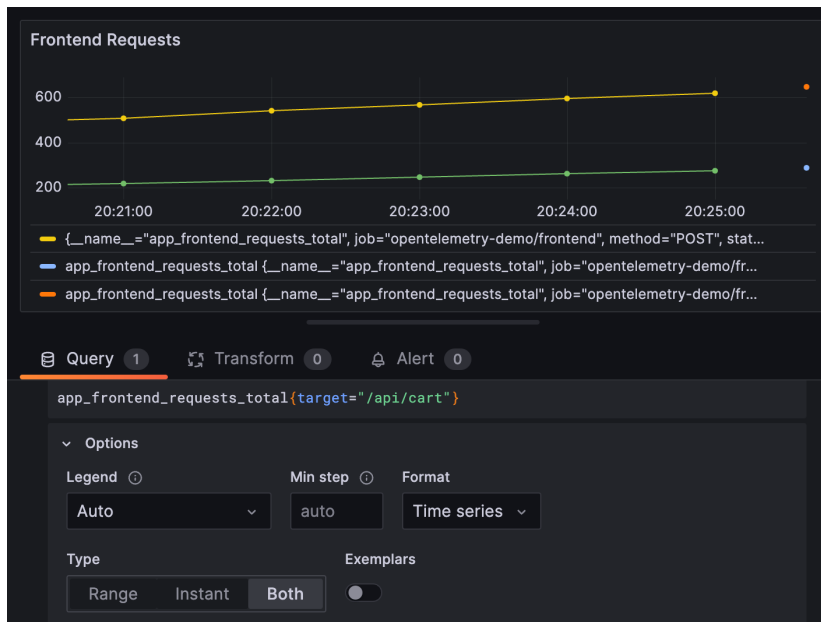 Frontend Requests
600
400
200
20:21:00 20:22:00 20:23:00 20:24:00 20:25:00
{__name__="app_frontend_requests_total", job="opentelemetry-demo/frontend", method="POST", stat...
app_frontend_requests_total {__name__="app_frontend_requests_total", job="opentelemetry-demo/fr...
app_frontend_requests_total {__name__="app_frontend_requests_total", job="opentelemetry-demo/fr...
Query 1 Transform 0 Alert 0
app_frontend_requests_total{target="/api/cart"}
Options
Legend Min step Format
Auto auto Time series
Type Exemplars
Range Instant Both